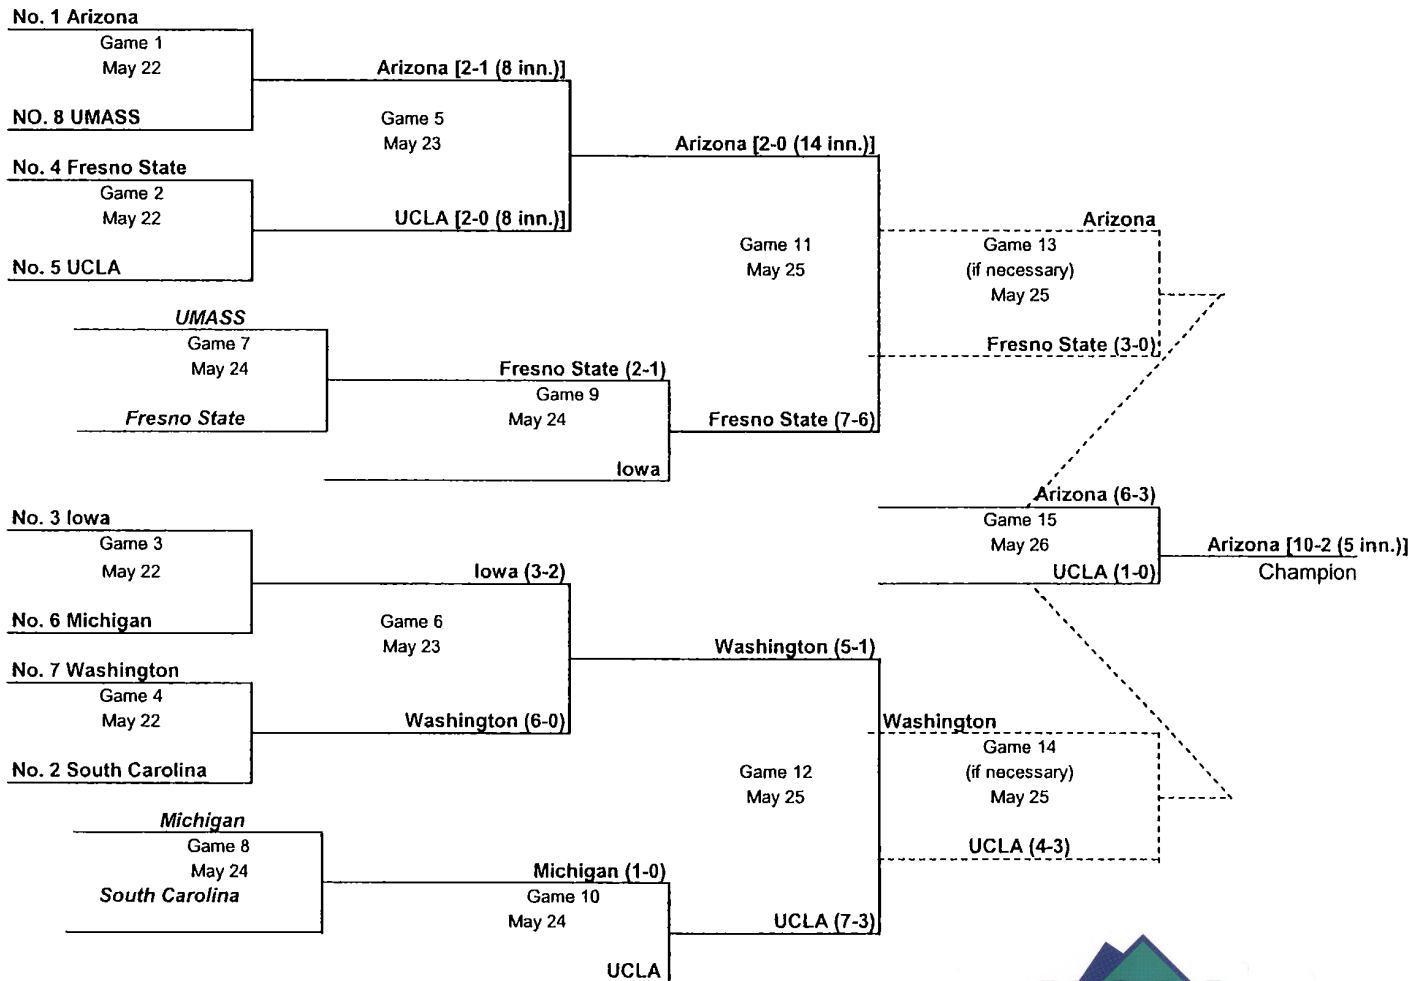 No. 1 Arizona
Game 1
May 22
NO. 8 UMASS
Arizona [2-1 (8 inn.)]
Game 5
May 23
No. 4 Fresno State
Game 2
May 22
No. 5 UCLA
UCLA [2-0 (8 inn.)]
Arizona [2-0 (14 inn.)]
Game 11
May 25
UMASS
Game 7
May 24
Fresno State
Fresno State (2-1)
Game 9
May 24
Iowa
Fresno State (7-6)
Arizona
Game 13
(if necessary)
May 25
Fresno State (3-0)
Arizona (6-3)
Game 15
May 26
UCLA (1-0)
Arizona [10-2 (5 inn.)]
Champion
No. 3 Iowa
Game 3
May 22
No. 6 Michigan
Iowa (3-2)
Game 6
May 23
No. 7 Washington
Game 4
May 22
No. 2 South Carolina
Washington (6-0)
Washington (5-1)
Game 12
May 25
Washington
Game 14
(if necessary)
May 25
UCLA (4-3)
Michigan
Game 8
May 24
South Carolina
Michigan (1-0)
Game 10
May 24
UCLA
UCLA (7-3)